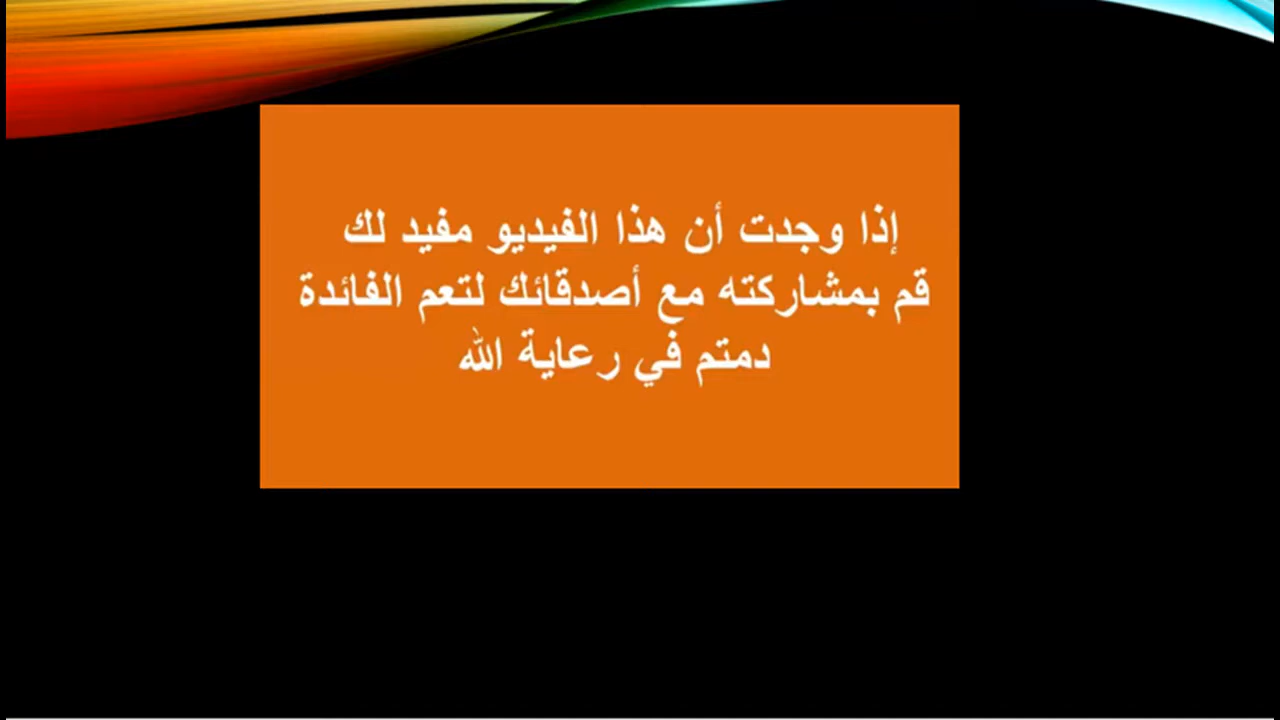 إذا وجدت أن هذا الفيديو مفيد لك
قم بمشاركته مع أصدقائك لتعم الفائدة
دمتم في رعاية الله